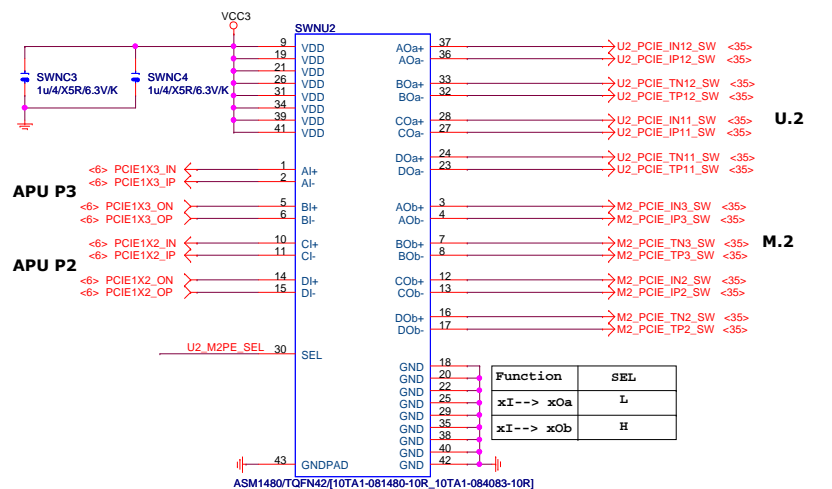 VCC3
SWNU2
9 VDD
19 VDD
21 VDD
26 VDD
31 VDD
34 VDD
39 VDD
41 VDD
SWNC3
1u/4/X5R/6.3V/K
SWNC4
1u/4/X5R/6.3V/K
APU P3
<6> PCIE1X3_IN 1 AI+
<6> PCIE1X3_IP 2 AI-
<6> PCIE1X3_ON 5 BI+
<6> PCIE1X3_OP 6 BI-
APU P2
<6> PCIE1X2_IN 10 CI+
<6> PCIE1X2_IP 11 CI-
<6> PCIE1X2_ON 14 DI+
<6> PCIE1X2_OP 15 DI-
U2_M2PE_SEL 30 SEL
43 GNDPAD
AOa+ 37 U2_PCIE_IN12_SW <35>
AOa- 36 U2_PCIE_IP12_SW <35>
BOa+ 33 U2_PCIE_TN12_SW <35>
BOa- 32 U2_PCIE_TP12_SW <35>
COa+ 28 U2_PCIE_IN11_SW <35>
COa- 27 U2_PCIE_IP11_SW <35>
DOa+ 24 U2_PCIE_TN11_SW <35>
DOa- 23 U2_PCIE_TP11_SW <35>
U.2
AOb+ 3 M2_PCIE_IN3_SW <35>
AOb- 4 M2_PCIE_IP3_SW <35>
BOb+ 7 M2_PCIE_TN3_SW <35>
BOb- 8 M2_PCIE_TP3_SW <35>
COb+ 12 M2_PCIE_IN2_SW <35>
COb- 13 M2_PCIE_IP2_SW <35>
DOb+ 16 M2_PCIE_TN2_SW <35>
DOb- 17 M2_PCIE_TP2_SW <35>
M.2
GND 18
GND 20
GND 22
GND 25
GND 29
GND 35
GND 38
GND 40
GND 42
Function SEL
xI--> xOa L
xI--> xOb H
ASM1480/TQFN42/[10TA1-081480-10R_10TA1-084083-10R]